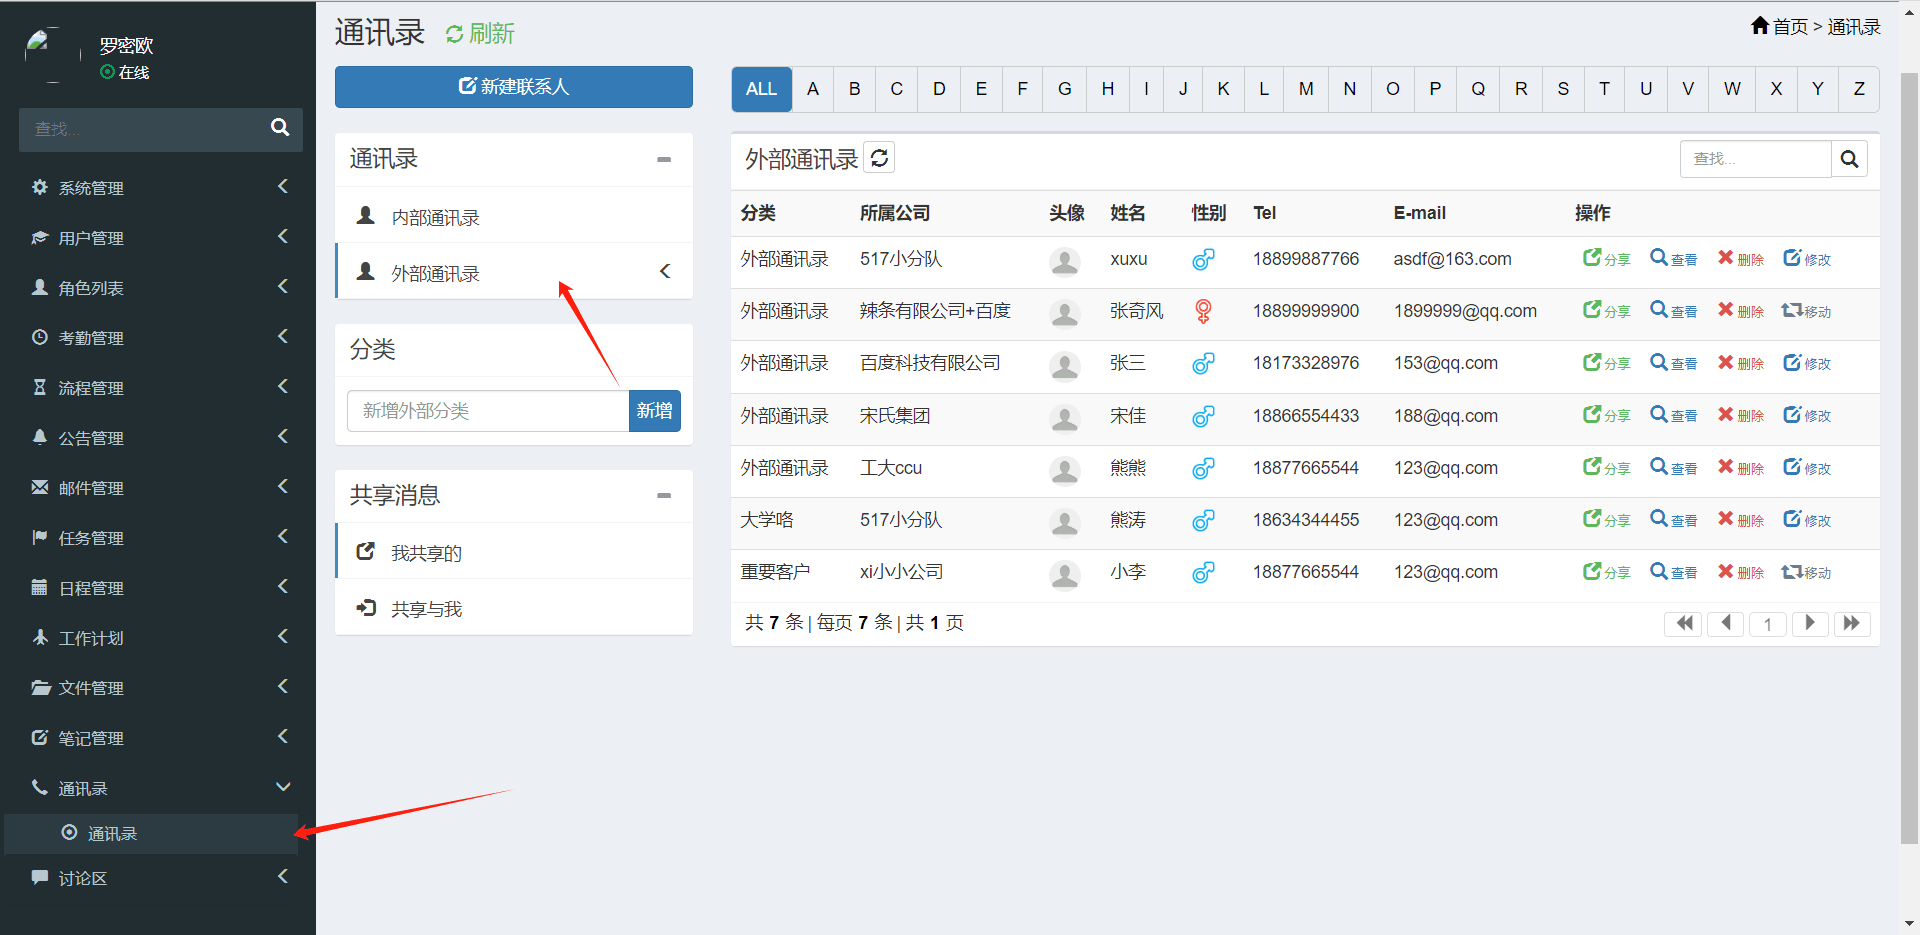 罗密欧
在线
查找...
系统管理
用户管理
角色列表
考勤管理
流程管理
公告管理
邮件管理
任务管理
日程管理
工作计划
文件管理
笔记管理
通讯录
通讯录
讨论区
通讯录 刷新
首页 > 通讯录
新建联系人
通讯录
内部通讯录
外部通讯录
分类
新增外部分类 新增
共享消息
我共享的
共享与我
ALL A B C D E F G H I J K L M N O P Q R S T U V W X Y Z
外部通讯录 查找...
分类 所属公司 头像 姓名 性别 Tel E-mail 操作
外部通讯录 517小分队 xuxu 18899887766 asdf@163.com 分享 查看 删除 修改
外部通讯录 辣条有限公司+百度 张奇风 18899999900 1899999@qq.com 分享 查看 删除 移动
外部通讯录 百度科技有限公司 张三 18173328976 153@qq.com 分享 查看 删除 修改
外部通讯录 宋氏集团 宋佳 18866554433 188@qq.com 分享 查看 删除 修改
外部通讯录 工大ccu 熊熊 18877665544 123@qq.com 分享 查看 删除 修改
大学咯 517小分队 熊涛 18634344455 123@qq.com 分享 查看 删除 修改
重要客户 xi小小公司 小李 18877665544 123@qq.com 分享 查看 删除 移动
共 7 条 | 每页 7 条 | 共 1 页 1